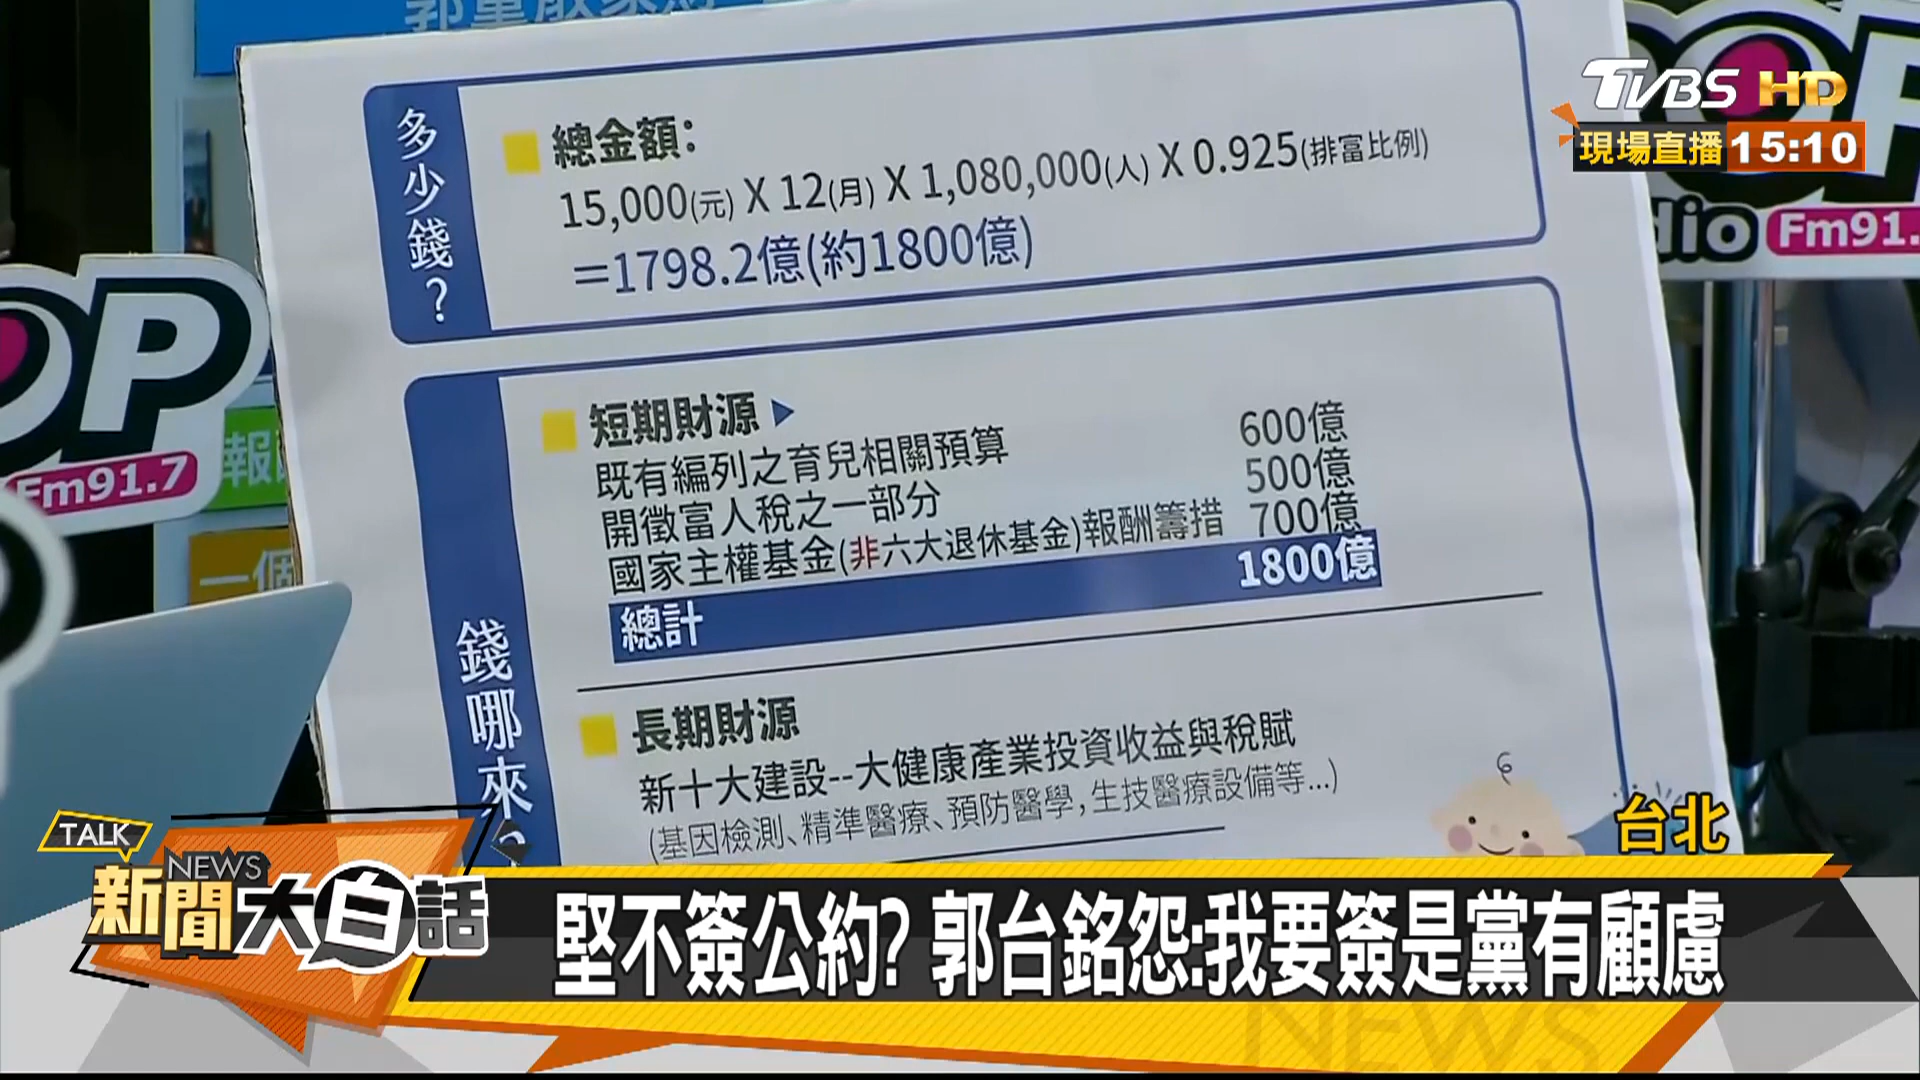 TVBS HD
現場直播 15:10
多少錢？
總金額：
15,000(元) X 12(月) X 1,080,000(人) X 0.925(排富比例)
=1798.2億(約1800億)
錢哪來？
短期財源
既有編列之育兒相關預算 600億
開徵富人稅之一部分 500億
國家主權基金(非六大退休基金)報酬籌措 700億
總計 1800億
長期財源
新十大建設--大健康產業投資收益與稅賦
(基因檢測、精準醫療、預防醫學，生技醫療設備等...)
OP
Fm91.7
報
一個
dio Fm91.
台北
TALK
NEWS
新聞大白話
堅不簽公約? 郭台銘怨:我要簽是黨有顧慮
NEWS